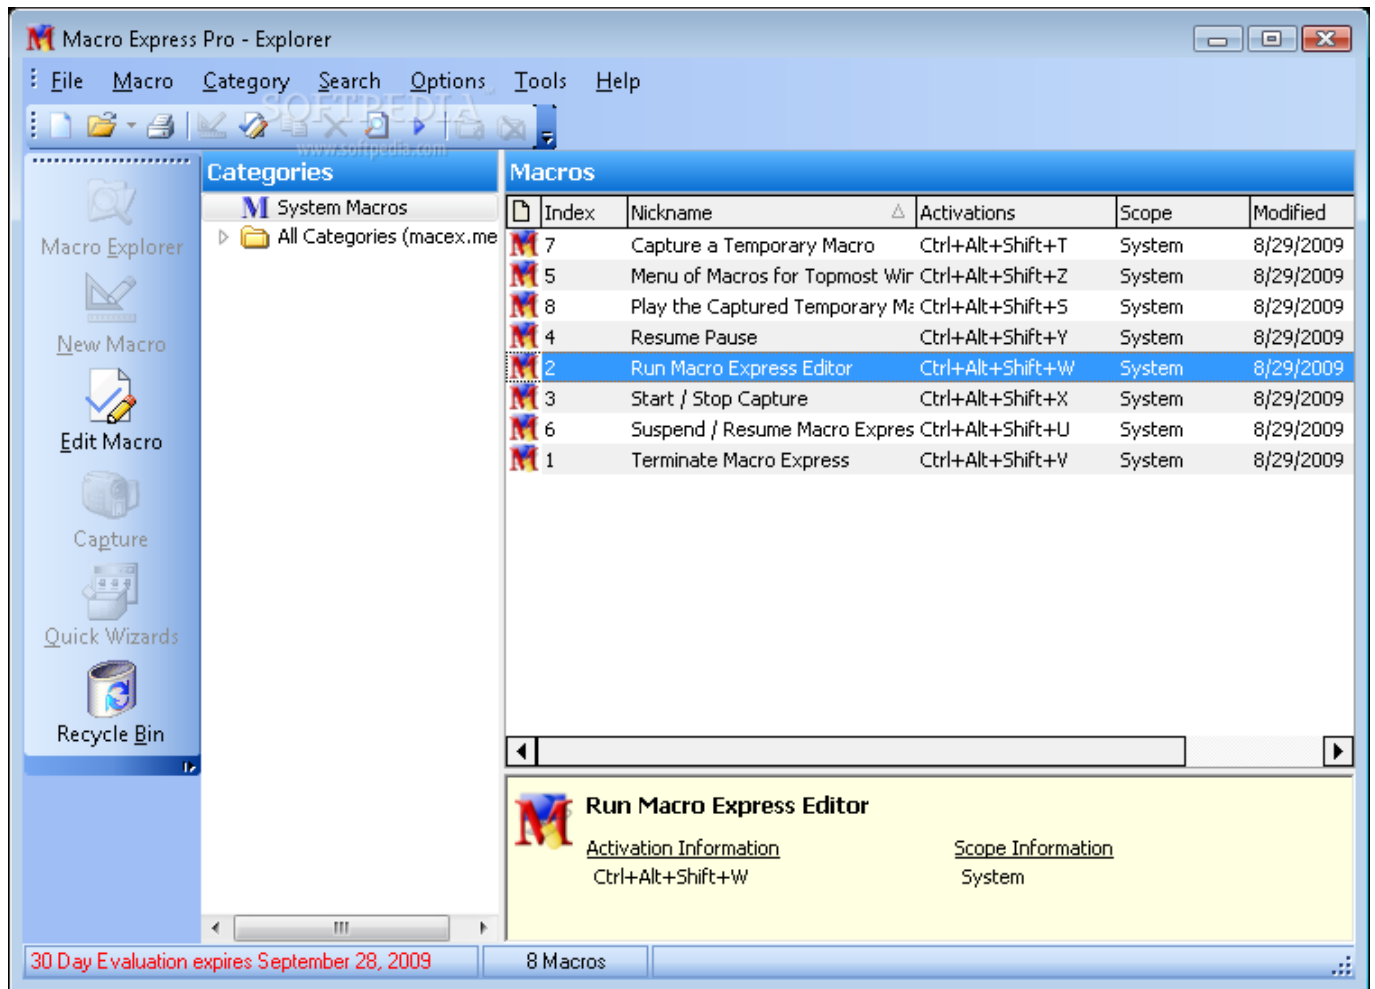 Macro Express Pro - Explorer
File Macro Category Search Options Tools Help
SOFTPEDIA
www.softpedia.com
Categories
System Macros
All Categories (macex.me
Macro Explorer
New Macro
Edit Macro
Capture
Quick Wizards
Recycle Bin
Macros
Index Nickname Activations Scope Modified
7 Capture a Temporary Macro Ctrl+Alt+Shift+T System 8/29/2009
5 Menu of Macros for Topmost Wir Ctrl+Alt+Shift+Z System 8/29/2009
8 Play the Captured Temporary Ma Ctrl+Alt+Shift+S System 8/29/2009
4 Resume Pause Ctrl+Alt+Shift+Y System 8/29/2009
2 Run Macro Express Editor Ctrl+Alt+Shift+W System 8/29/2009
3 Start / Stop Capture Ctrl+Alt+Shift+X System 8/29/2009
6 Suspend / Resume Macro Expres Ctrl+Alt+Shift+U System 8/29/2009
1 Terminate Macro Express Ctrl+Alt+Shift+V System 8/29/2009
Run Macro Express Editor
Activation Information Scope Information
Ctrl+Alt+Shift+W System
30 Day Evaluation expires September 28, 2009 8 Macros